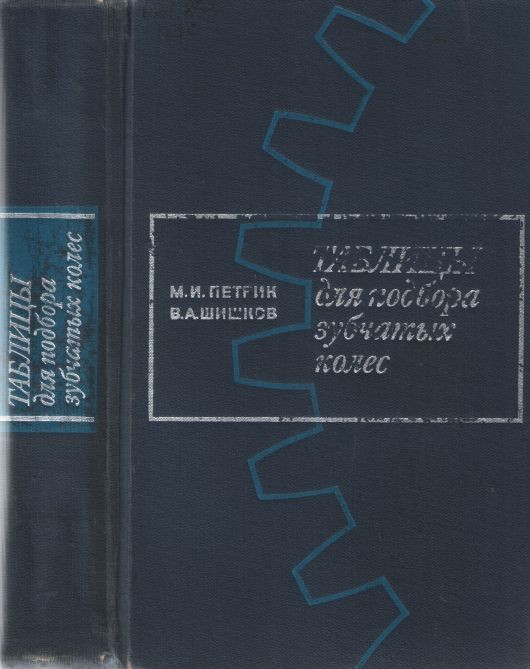 ТАБЛИЦЫ
для подбора
зубчатых колес
М.И. ПЕТРИК
В.А. ШИШКОВ
ТАБЛИЦЫ
для подбора
зубчатых
колес